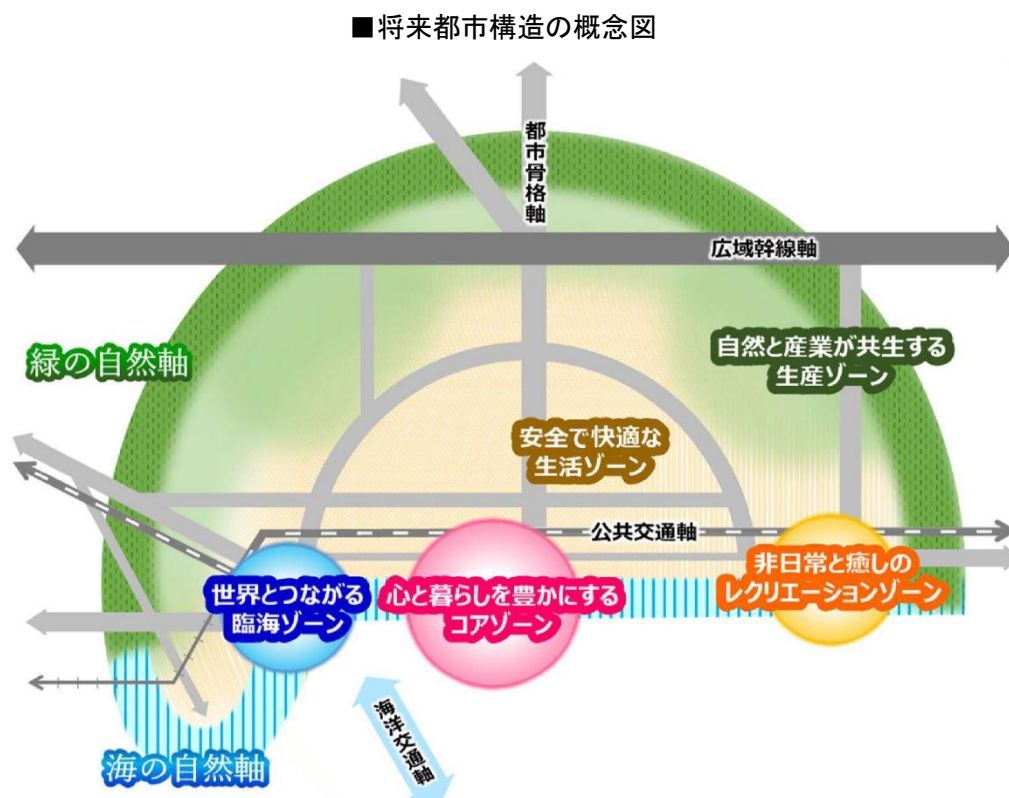 ■将来都市構造の概念図
都市骨格軸
広域幹線軸
緑の自然軸
自然と産業が共生する
生産ゾーン
安全で快適な
生活ゾーン
公共交通軸
世界とつながる
臨海ゾーン
心と暮らしを豊かにする
コアゾーン
非日常と癒しの
レクリエーションゾーン
海洋交通軸
海の自然軸